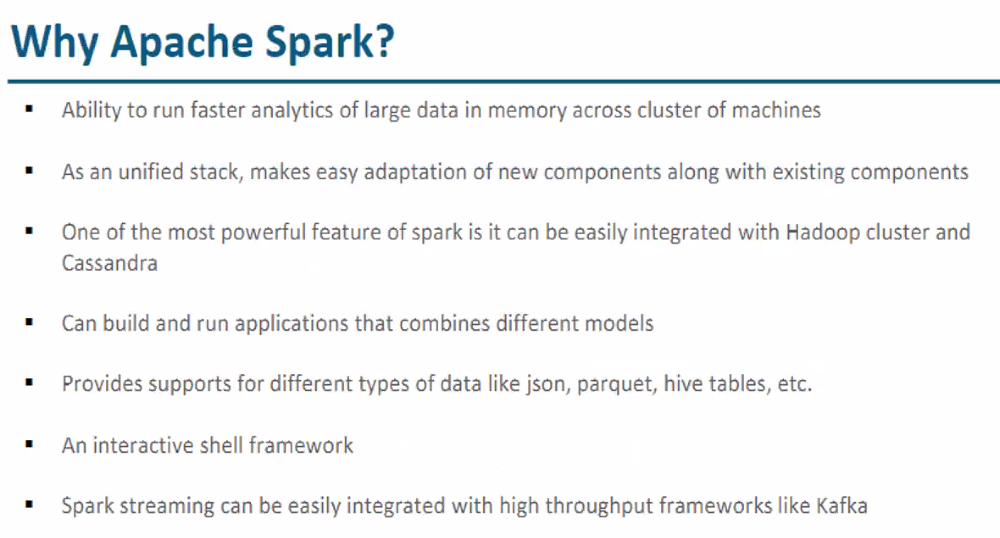 Why Apache Spark?
▪ Ability to run faster analytics of large data in memory across cluster of machines
▪ As an unified stack, makes easy adaptation of new components along with existing components
▪ One of the most powerful feature of spark is it can be easily integrated with Hadoop cluster and
Cassandra
▪ Can build and run applications that combines different models
▪ Provides supports for different types of data like json, parquet, hive tables, etc.
▪ An interactive shell framework
▪ Spark streaming can be easily integrated with high throughput frameworks like Kafka